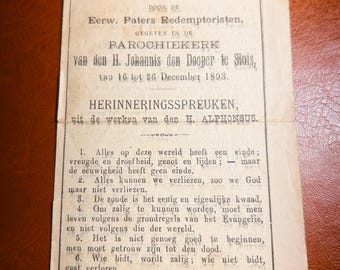 DOOR DE
Eerw. Paters Redemptoristen,
GEGEVEN IN DE
PAROCHIEKERK
van den H. Johannis den Dooper te Sluis,
van 16 tot 26 December 1893.
HERINNERINGSSPREUKEN,
uit de werken van den H. ALPHONSUS.
1. Alles op deze wereld heeft een einde;
vreugde en droefheid, genot en lijden; — maar
de eeuwigheid heeft geen einde.
2. Alles kunnen we verliezen, zoo we God
maar niet verliezen.
3. De zonde is het eenig en eigenlijk kwaad.
4. Om zalig te kunnen worden, moet men
leven volgens de grondregels van het Evangelie,
en niet volgens die der wereld.
5. Het is niet genoeg goed te beginnen,
men moet getrouw zijn tot den dood.
6. Wie bidt, wordt zalig; wie niet bidt,
gaat verloren